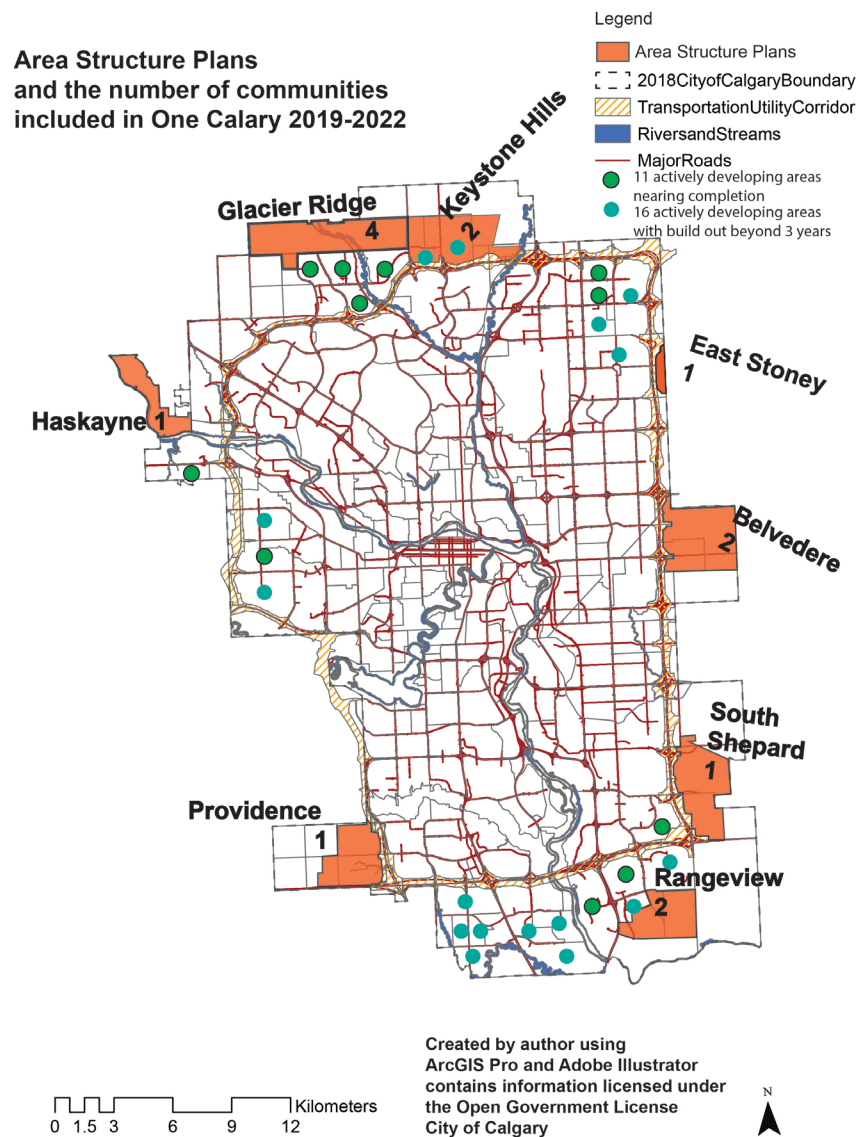 Legend
Area Structure Plans
2018CityofCalgaryBoundary
TransportationUtilityCorridor
RiversandStreams
MajorRoads
11 actively developing areas
nearing completion
16 actively developing areas
with build out beyond 3 years
Area Structure Plans
and the number of communities
included in One Calary 2019-2022
Keystone Hills
2
Glacier Ridge
4
East Stoney
1
Haskayne 1
Belvedere
2
South
Shepard
1
Providence
1
Rangeview
2
Created by author using
ArcGIS Pro and Adobe Illustrator
contains information licensed under
the Open Government License
City of Calgary
Kilometers
0 1.5 3 6 9 12
N